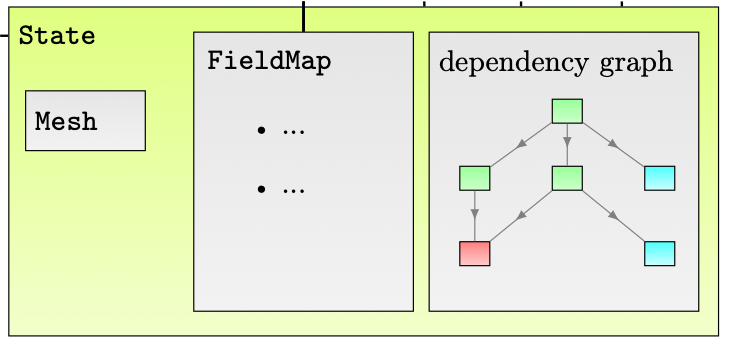 State
Mesh
FieldMap
• ...
• ...
dependency graph